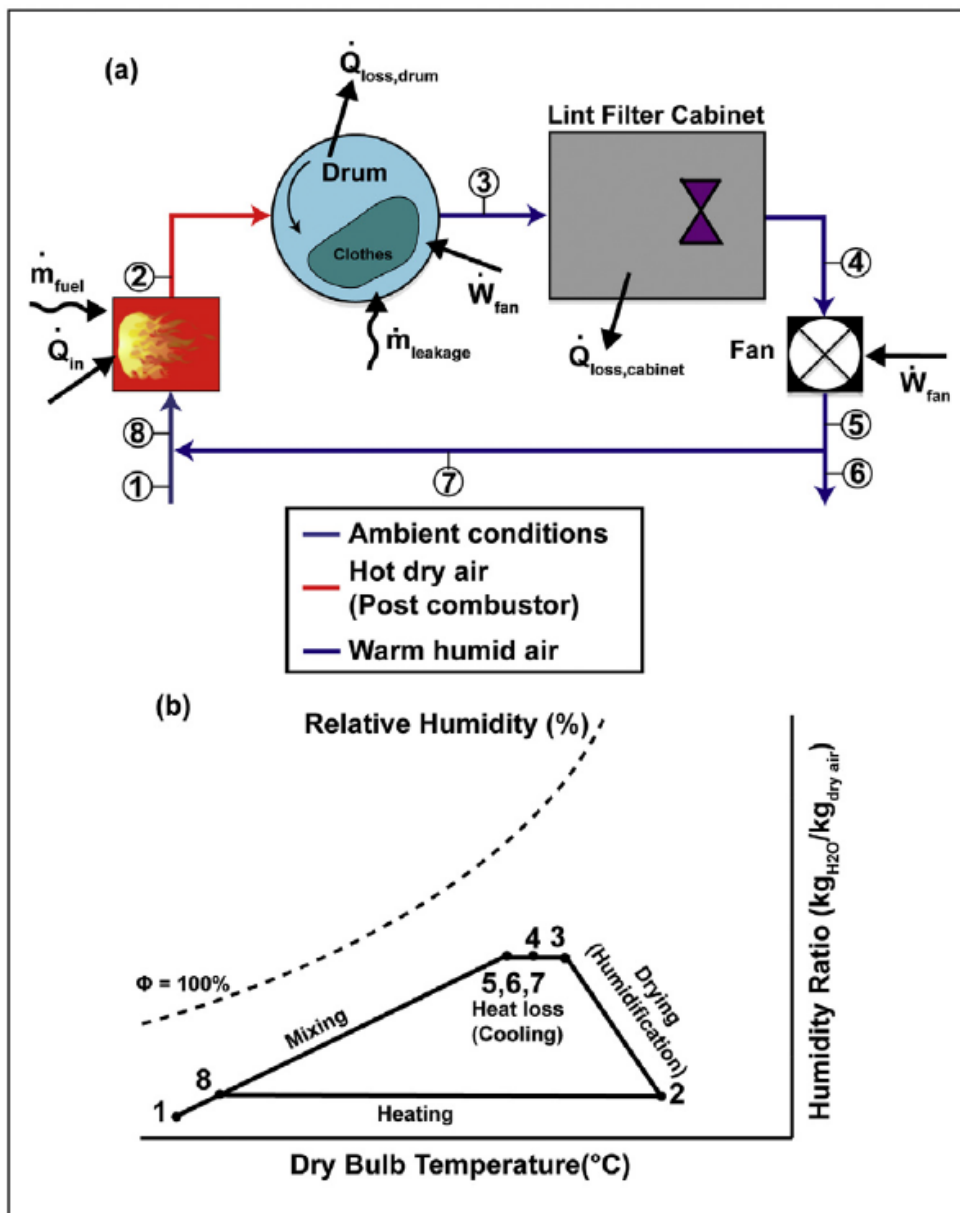 (a)
Q̇loss,drum
Lint Filter Cabinet
Drum
Clothes
③
②
④
ṁfuel
Ẇfan
Q̇in
ṁleakage
Q̇loss,cabinet
Fan
Ẇfan
⑧
⑤
①
⑦
⑥
Ambient conditions
Hot dry air
(Post combustor)
Warm humid air
(b)
Relative Humidity (%)
Φ = 100%
4 3
5,6,7
Heat loss
(Cooling)
Drying
(Humidification)
Mixing
8
2
1
Heating
Dry Bulb Temperature(°C)
Humidity Ratio (kgH2O/kgdry air)